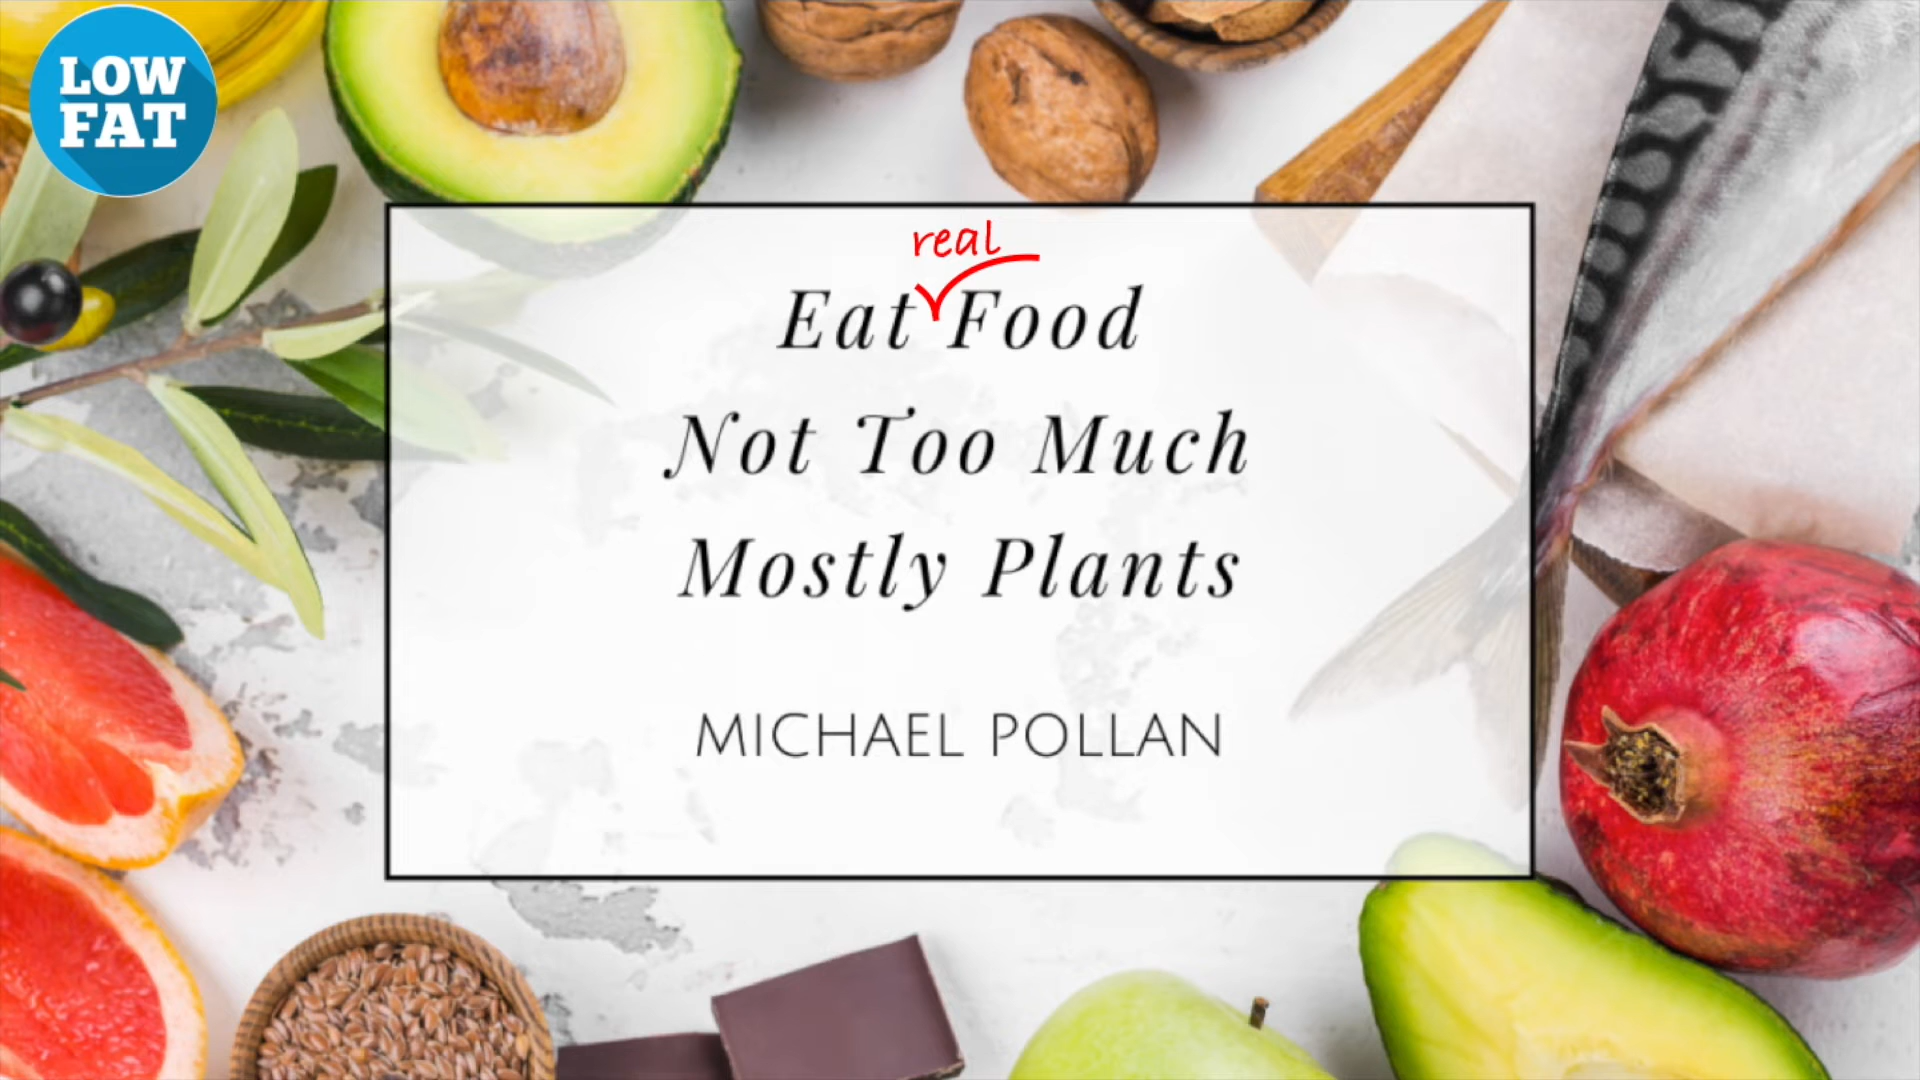 LOW
FAT
real
Eat Food
Not Too Much
Mostly Plants
MICHAEL POLLAN